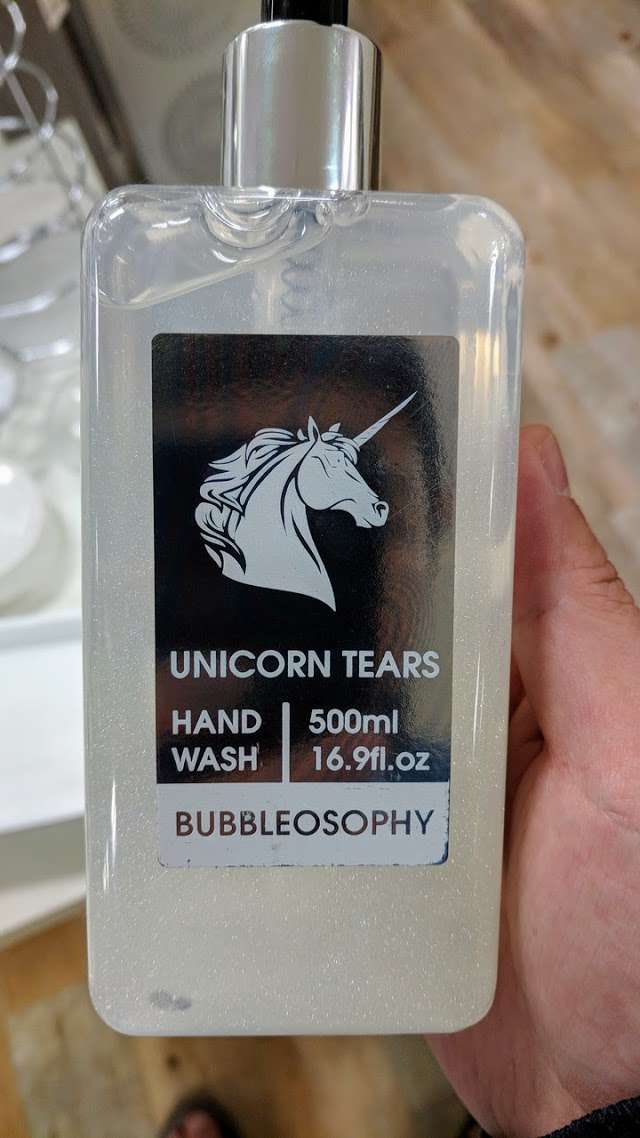 UNICORN TEARS
HAND WASH | 500ml 16.9fl.oz
BUBBLEOSOPHY